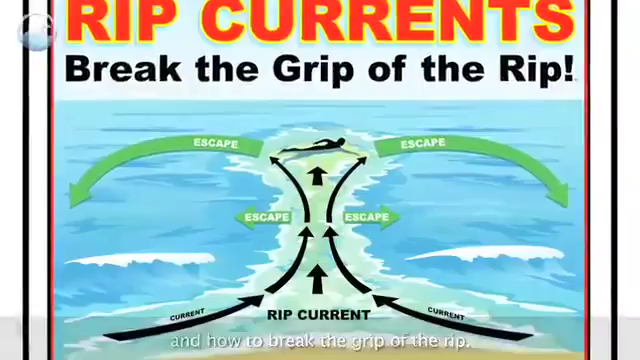 RIP CURRENTS
Break the Grip of the Rip!
ESCAPE
ESCAPE
ESCAPE
ESCAPE
CURRENT
RIP CURRENT
CURRENT
and how to break the grip of the rip.